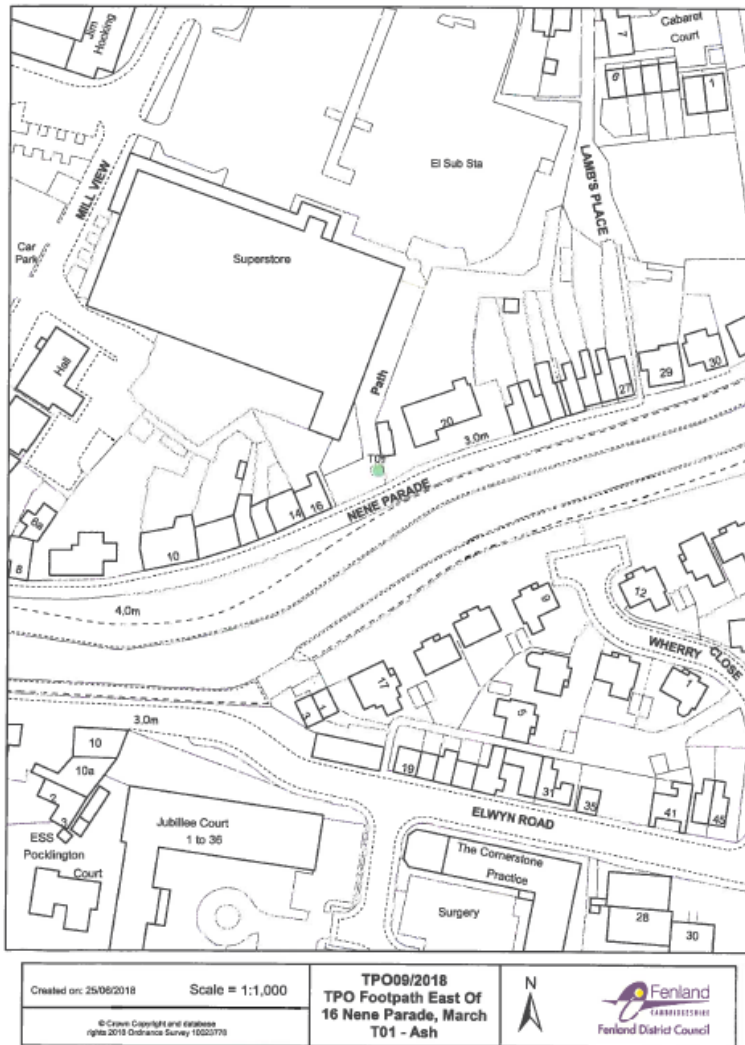 Jim
Hooking
7
Cabaret
Court
6
1
El Sub Sta
MILL VIEW
LAMB'S PLACE
Car
Park
Superstore
Hall
Path
20
27
29
30
3.0m
T01
NENE PARADE
16
14
10
8a
8
4.0m
12
9
WHERRY CLOSE
17
1
5
3.0m
10
10a
2
3
19
31
35
41
45
ELWYN ROAD
ESS
Pocklington
Court
Jubillee Court
1 to 36
The Cornerstone
Practice
Surgery
28
30
Created on: 25/06/2018
Scale = 1:1,000
© Crown Copyright and database
rights 2018 Ordnance Survey 10023778
TPO09/2018
TPO Footpath East Of
16 Nene Parade, March
T01 - Ash
N
Fenland
CAMBRIDGESHIRE
Fenland District Council